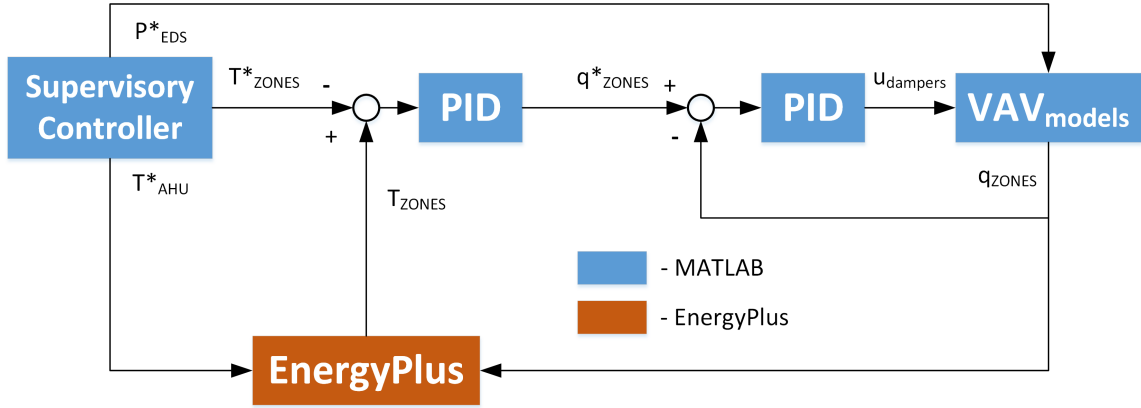 P*EDS
Supervisory
Controller
T*ZONES
-
+
PID
q*ZONES
+
-
PID
udampers
VAVmodels
T*AHU
TZONES
qZONES
- MATLAB
- EnergyPlus
EnergyPlus